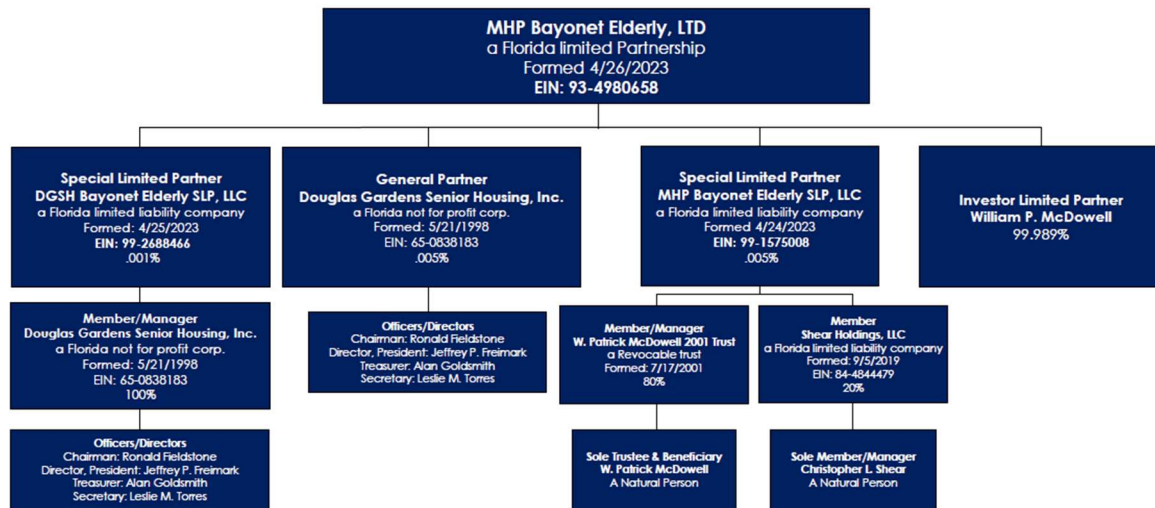 MHP Bayonet Elderly, LTD
a Florida limited Partnership
Formed 4/26/2023
EIN: 93-4980658
Special Limited Partner
DGSH Bayonet Elderly SLP, LLC
a Florida limited liability company
Formed: 4/25/2023
EIN: 99-2688466
.001%
General Partner
Douglas Gardens Senior Housing, Inc.
a Florida not for profit corp.
Formed: 5/21/1998
EIN: 65-0838183
.005%
Special Limited Partner
MHP Bayonet Elderly SLP, LLC
a Florida limited liability company
Formed 4/24/2023
EIN: 99-1575008
.005%
Investor Limited Partner
William P. McDowell
99.989%
Member/Manager
Douglas Gardens Senior Housing, Inc.
a Florida not for profit corp.
Formed: 5/21/1998
EIN: 65-0838183
100%
Officers/Directors
Chairman: Ronald Fieldstone
Director, President: Jeffrey P. Freimark
Treasurer: Alan Goldsmith
Secretary: Leslie M. Torres
Member/Manager
W. Patrick McDowell 2001 Trust
a Revocable trust
Formed: 7/17/2001
80%
Member
Shear Holdings, LLC
a Florida limited liability company
Formed: 9/5/2019
EIN: 84-4844479
20%
Officers/Directors
Chairman: Ronald Fieldstone
Director, President: Jeffrey P. Freimark
Treasurer: Alan Goldsmith
Secretary: Leslie M. Torres
Sole Trustee & Beneficiary
W. Patrick McDowell
A Natural Person
Sole Member/Manager
Christopher L. Shear
A Natural Person